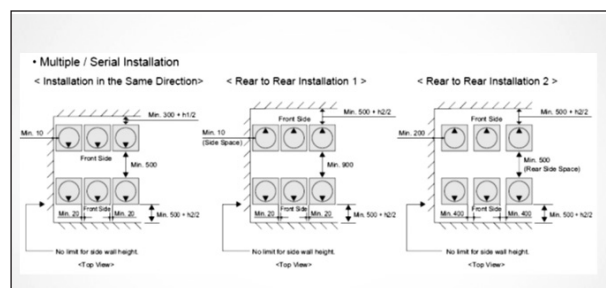 • Multiple / Serial Installation
< Installation in the Same Direction>
Min. 300 + h1/2
Min. 10
Front Side
Min. 500
Front Side
Min. 20
Min. 20
Min. 500 + h2/2
No limit for side wall height.
<Top View>
< Rear to Rear Installation 1 >
Min. 500 + h2/2
Front Side
Min. 10
(Side Space)
Min. 900
Front Side
Min. 20
Min. 20
Min. 500 + h2/2
No limit for side wall height.
<Top View>
< Rear to Rear Installation 2 >
Min. 500 + h2/2
Front Side
Min. 200
Min. 500
(Rear Side Space)
Front Side
Min. 400
Min. 400
Min. 500 + h2/2
No limit for side wall height.
<Top View>